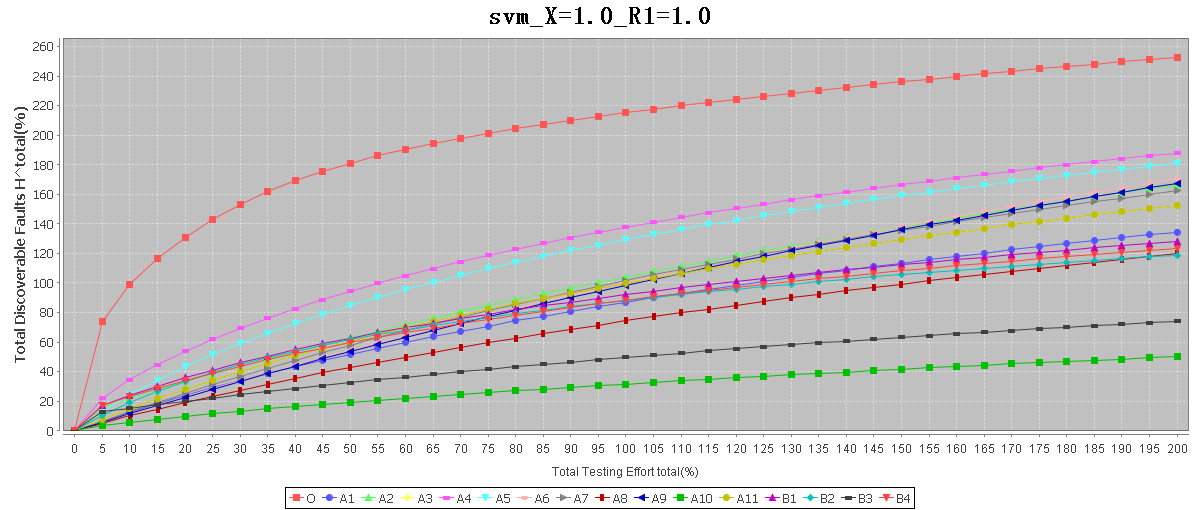 svm_X=1.0_R1=1.0
Total Discoverable Faults H^total(%)
260
240
220
200
180
160
140
120
100
80
60
40
20
0
0 5 10 15 20 25 30 35 40 45 50 55 60 65 70 75 80 85 90 95 100 105 110 115 120 125 130 135 140 145 150 155 160 165 170 175 180 185 190 195 200
Total Testing Effort total(%)
O A1 A2 A3 A4 A5 A6 A7 A8 A9 A10 A11 B1 B2 B3 B4